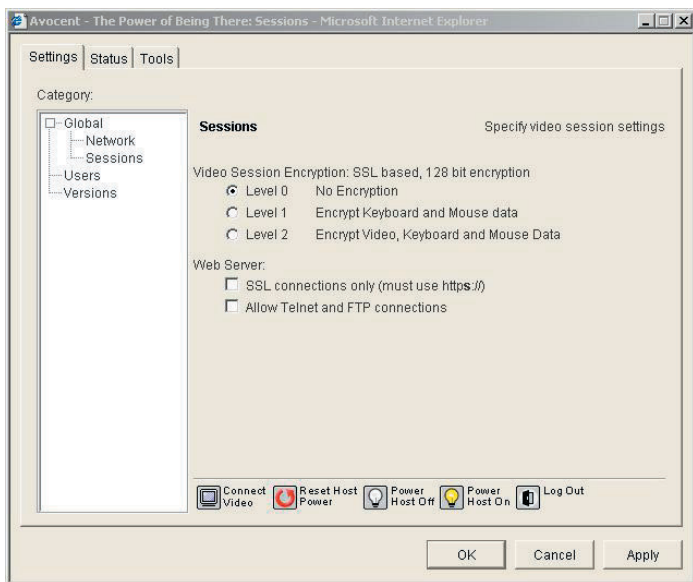 Avocent - The Power of Being There: Sessions - Microsoft Internet Explorer
Settings Status Tools
Category:
Global
Network
Sessions
Users
Versions
Sessions Specify video session settings
Video Session Encryption: SSL based, 128 bit encryption
Level 0 No Encryption
Level 1 Encrypt Keyboard and Mouse data
Level 2 Encrypt Video, Keyboard and Mouse Data
Web Server:
SSL connections only (must use https://)
Allow Telnet and FTP connections
Connect Video Reset Host Power Power Host Off Power Host On Log Out
OK Cancel Apply